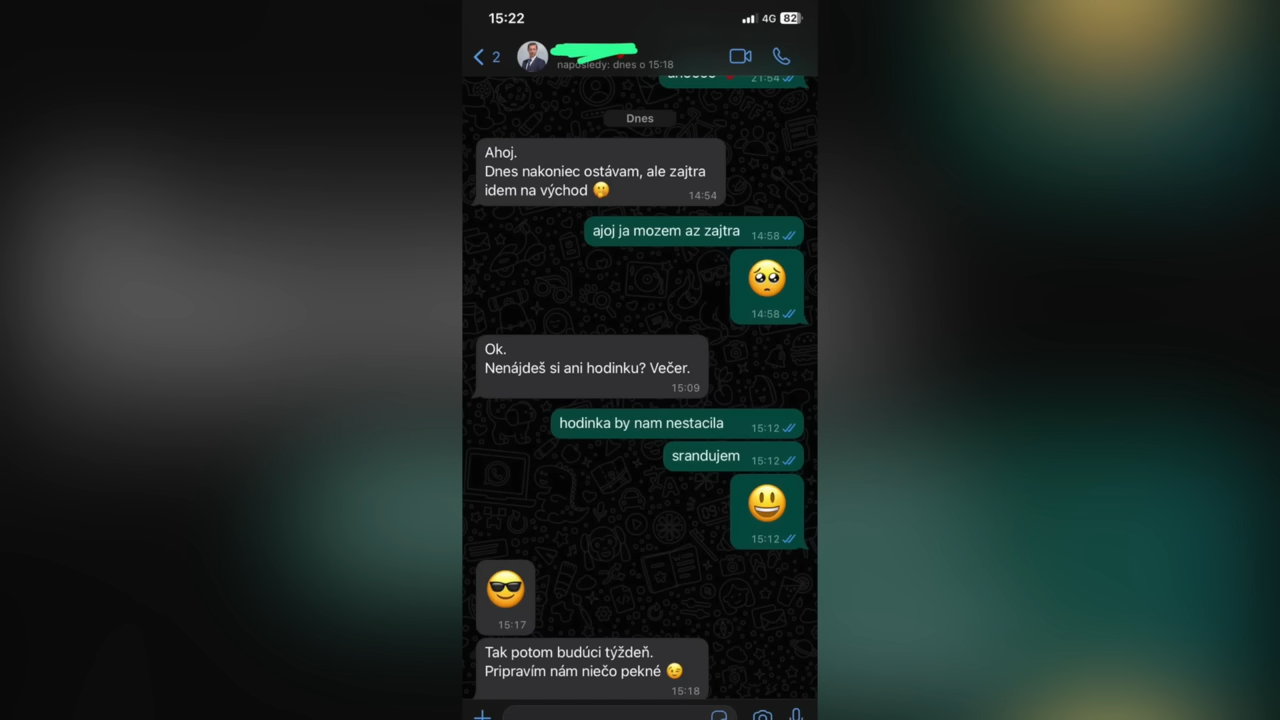 15:22
4G 82
2
naposledy: dnes o 15:18
21:54
Dnes
Ahoj.
Dnes nakoniec ostávam, ale zajtra
idem na východ 🤫
14:54
ajoj ja mozem az zajtra 14:58
🥺
14:58
Ok.
Nenájdeš si ani hodinku? Večer.
15:09
hodinka by nam nestacila 15:12
srandujem 15:12
😃
15:12
😎
15:17
Tak potom budúci týždeň.
Pripravím nám niečo pekné 😉
15:18